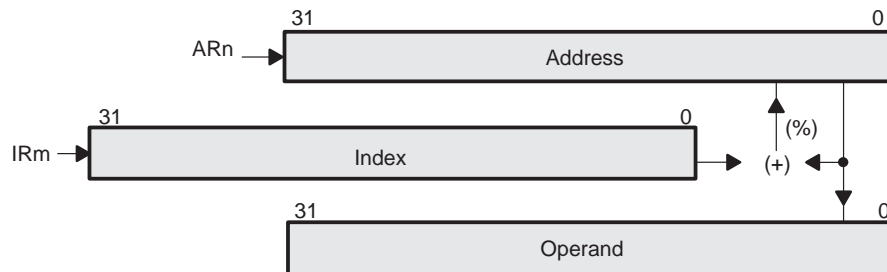 31 0
ARn Address
31 0 (%)
IRm Index (+)
31 0
Operand